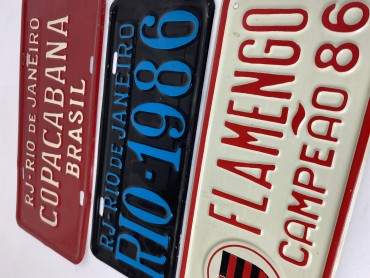 RJ-RIO DE JANEIRO
COPACABANA
BRASIL
RJ-RIO DE JANEIRO
RIO-1986
FLAMENGO
CAMPEÃO 86